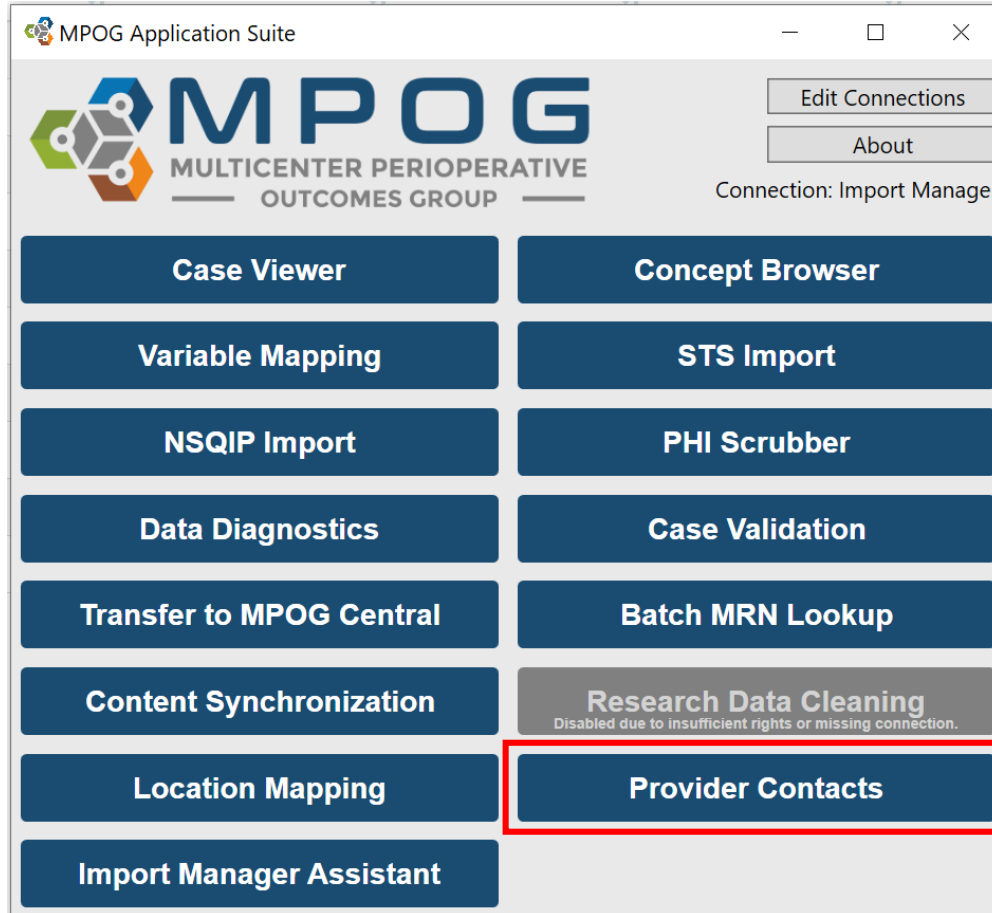 MPOG Application Suite
MPOG
MULTICENTER PERIOPERATIVE
OUTCOMES GROUP
Edit Connections
About
Connection: Import Manage
Case Viewer
Concept Browser
Variable Mapping
STS Import
NSQIP Import
PHI Scrubber
Data Diagnostics
Case Validation
Transfer to MPOG Central
Batch MRN Lookup
Content Synchronization
Research Data Cleaning
Disabled due to insufficient rights or missing connection.
Location Mapping
Provider Contacts
Import Manager Assistant